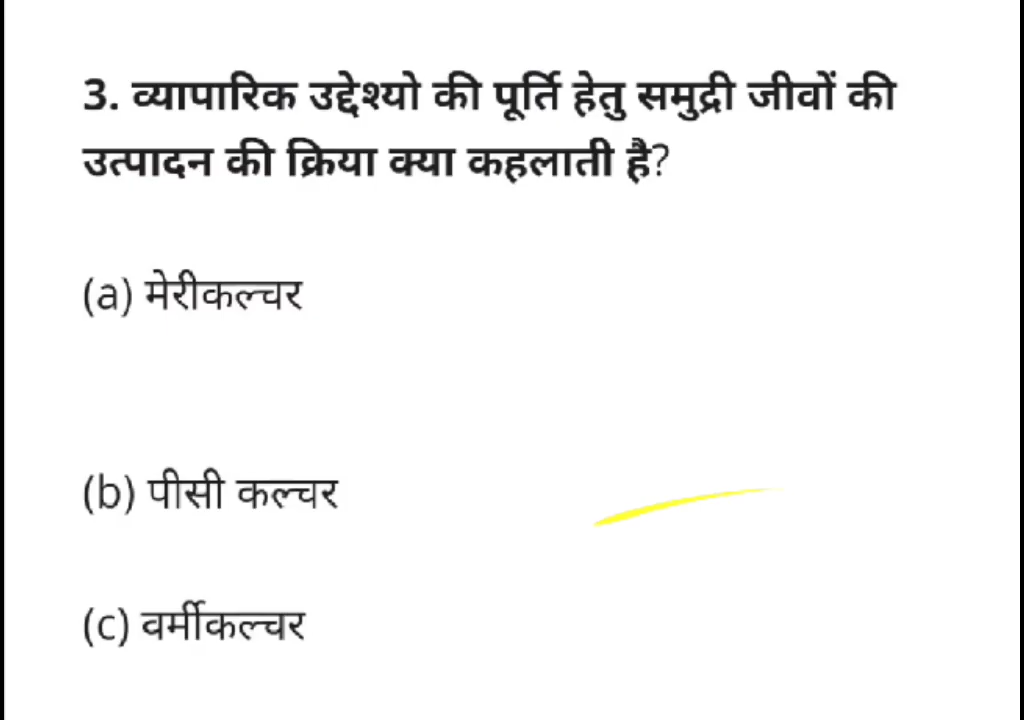 3. व्यापारिक उद्देश्यो की पूर्ति हेतु समुद्री जीवों की
उत्पादन की क्रिया क्या कहलाती है?
(a) मेरीकल्चर
(b) पीसी कल्चर
(c) वर्मीकल्चर